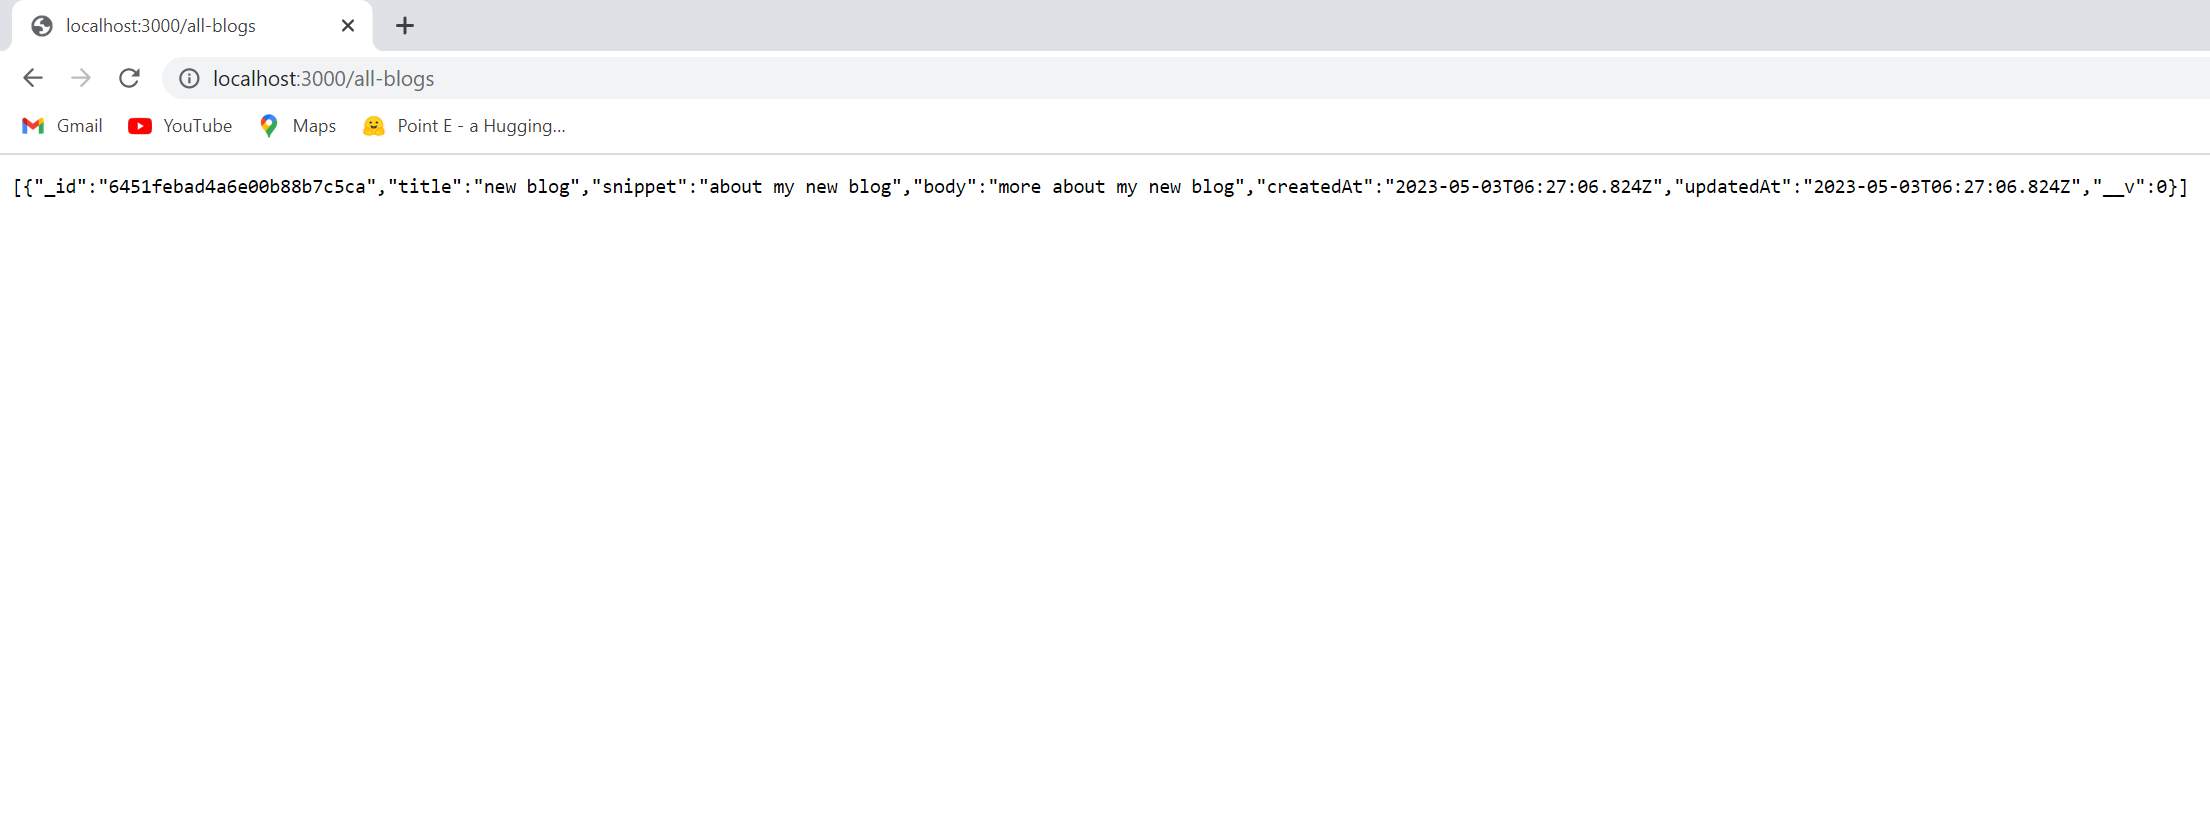 localhost:3000/all-blogs
localhost:3000/all-blogs
Gmail YouTube Maps Point E - a Hugging...
[{"_id":"6451febad4a6e00b88b7c5ca","title":"new blog","snippet":"about my new blog","body":"more about my new blog","createdAt":"2023-05-03T06:27:06.824Z","updatedAt":"2023-05-03T06:27:06.824Z","__v":0}]